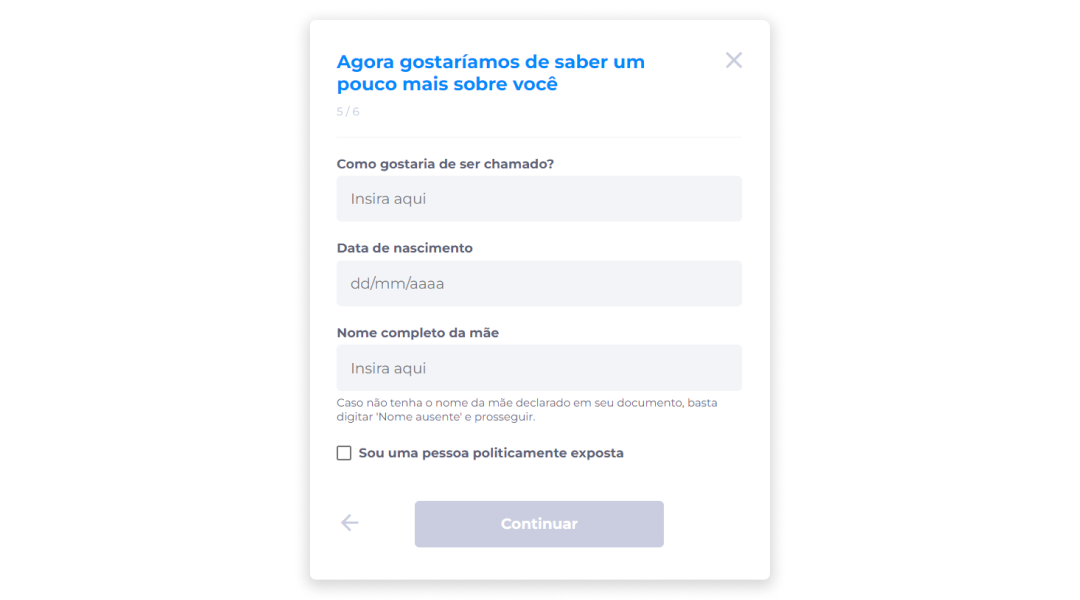 Agora gostaríamos de saber um
pouco mais sobre você
5 / 6
Como gostaria de ser chamado?
Insira aqui
Data de nascimento
dd/mm/aaaa
Nome completo da mãe
Insira aqui
Caso não tenha o nome da mãe declarado em seu documento, basta
digitar 'Nome ausente' e prosseguir.
Sou uma pessoa politicamente exposta
Continuar